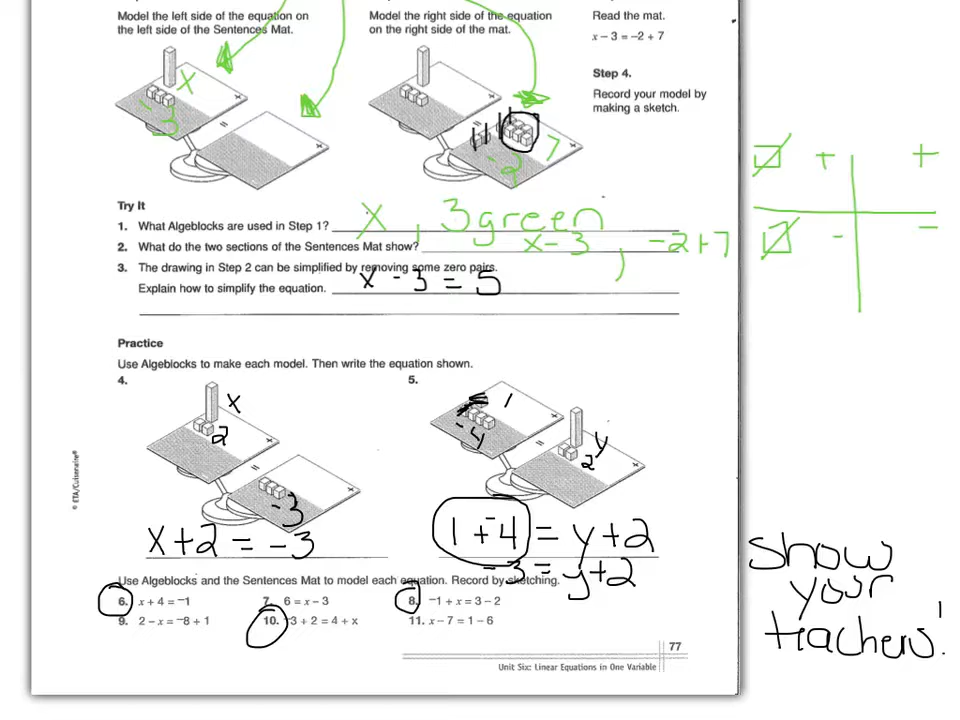 Model the left side of the equation on
the left side of the Sentences Mat.
Model the right side of the equation
on the right side of the mat.
Read the mat.
x – 3 = –2 + 7
Step 4.
Record your model by
making a sketch.
x
- 3
+
=
+
+
=
7
-2
+
+ +
- -
Try It
1. What Algeblocks are used in Step 1? x , 3 green
2. What do the two sections of the Sentences Mat show? x - 3 , -2+7
3. The drawing in Step 2 can be simplified by removing some zero pairs.
Explain how to simplify the equation. x - 3 = 5
Practice
Use Algeblocks to make each model. Then write the equation shown.
4.
5.
x
2
+
=
-3
+
1
-4
+
=
y
2
+
x+2 = -3
1 + -4 = y+2
-3 = y+2
Use Algeblocks and the Sentences Mat to model each equation. Record by sketching.
6. x + 4 = –1
7. 6 = x – 3
8. –1 + x = 3 – 2
9. 2 – x = –8 + 1
10. –3 + 2 = 4 + x
11. x – 7 = 1 – 6
77
Unit Six: Linear Equations in One Variable
© ETA/Cuisenaire®
show
your
teachers!